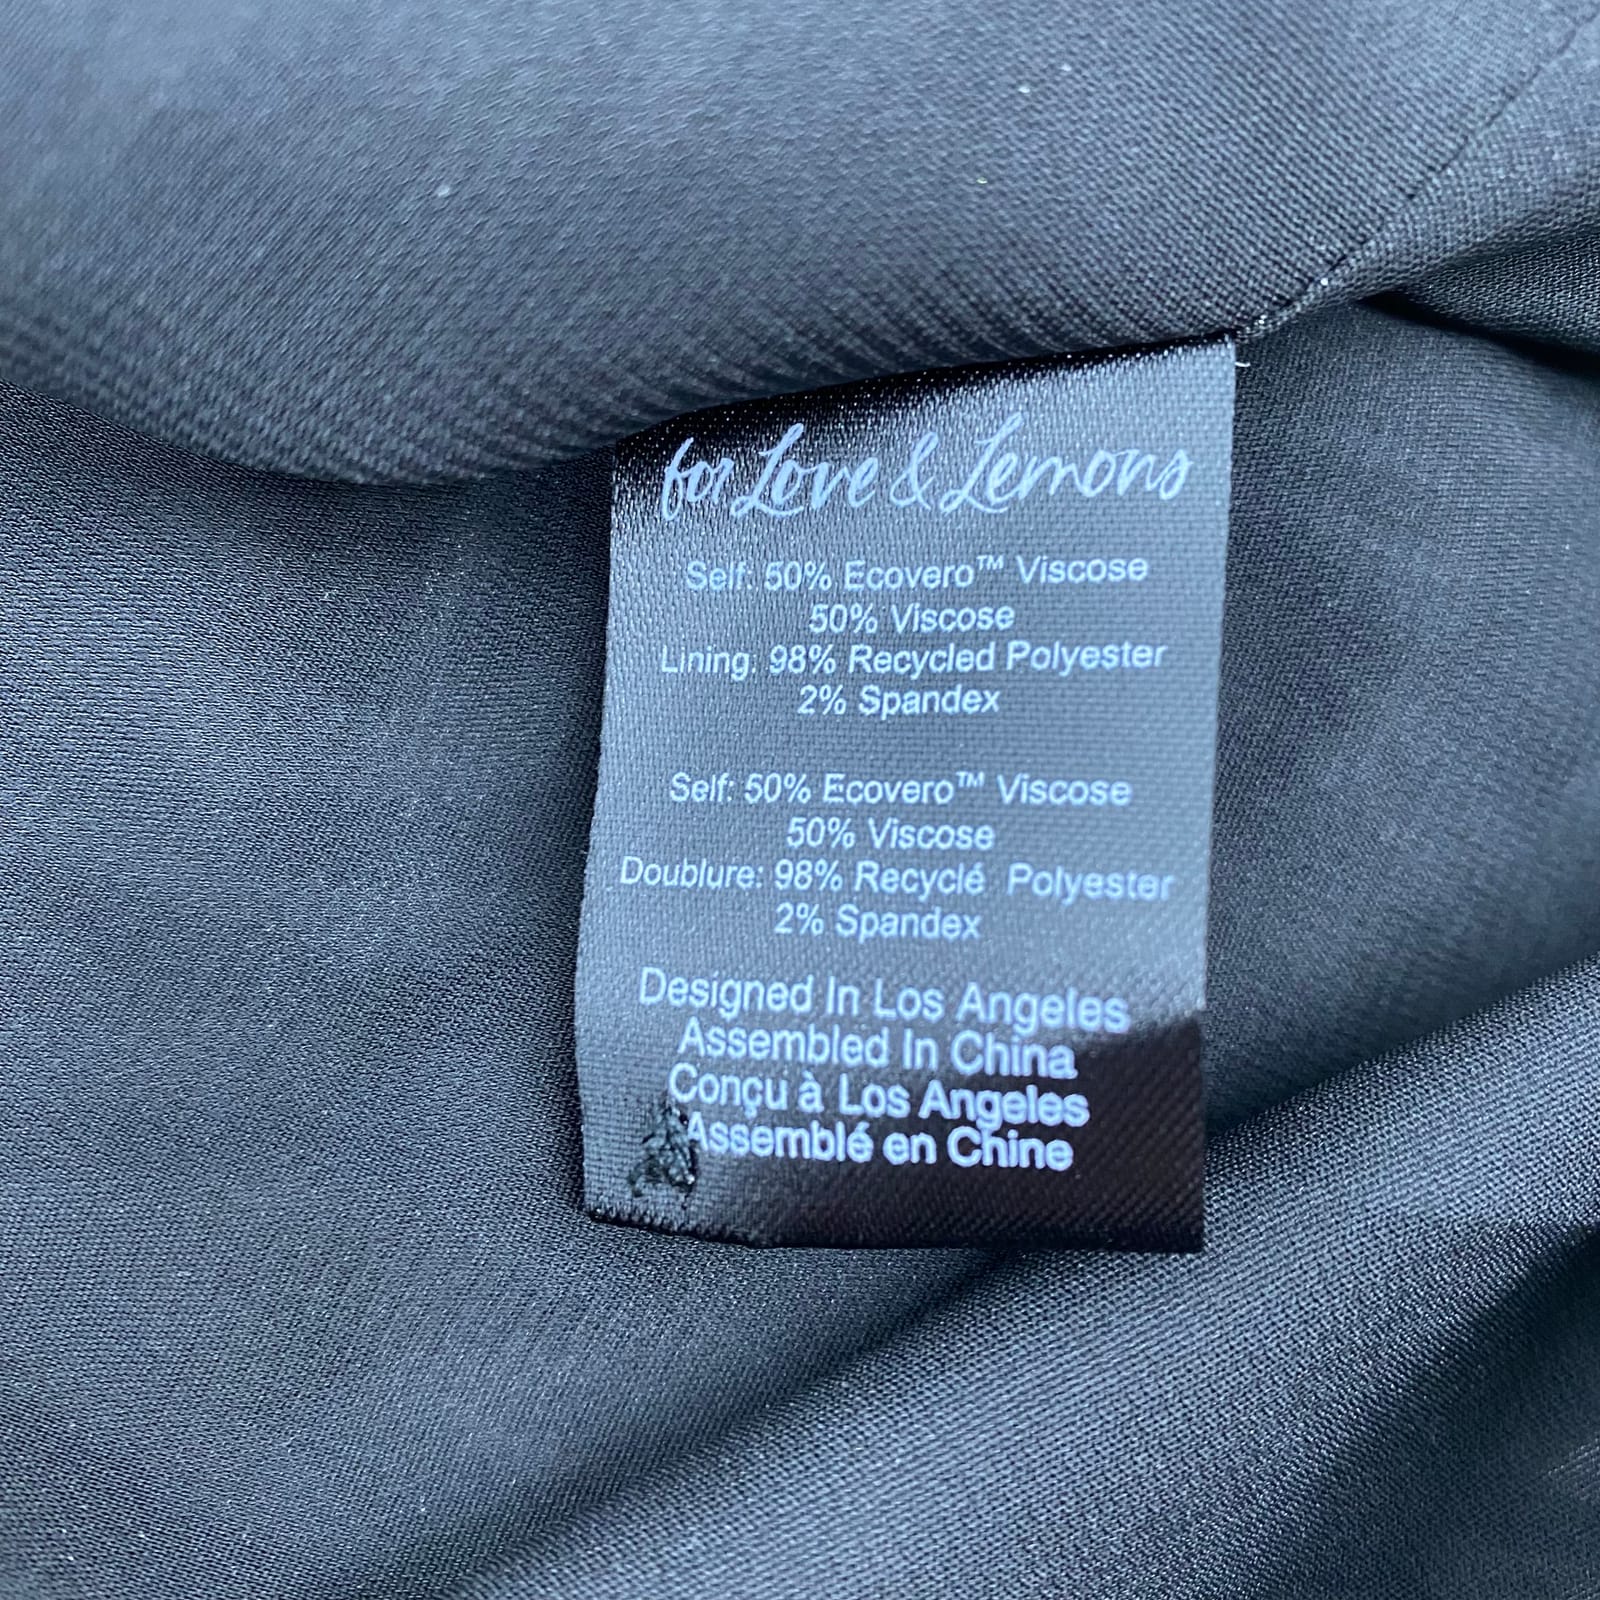 for Love & Lemons
Self: 50% Ecovero™ Viscose
50% Viscose
Lining: 98% Recycled Polyester
2% Spandex
Self: 50% Ecovero™ Viscose
50% Viscose
Doublure: 98% Recyclé Polyester
2% Spandex
Designed In Los Angeles
Assembled In China
Conçu à Los Angeles
Assemblé en Chine